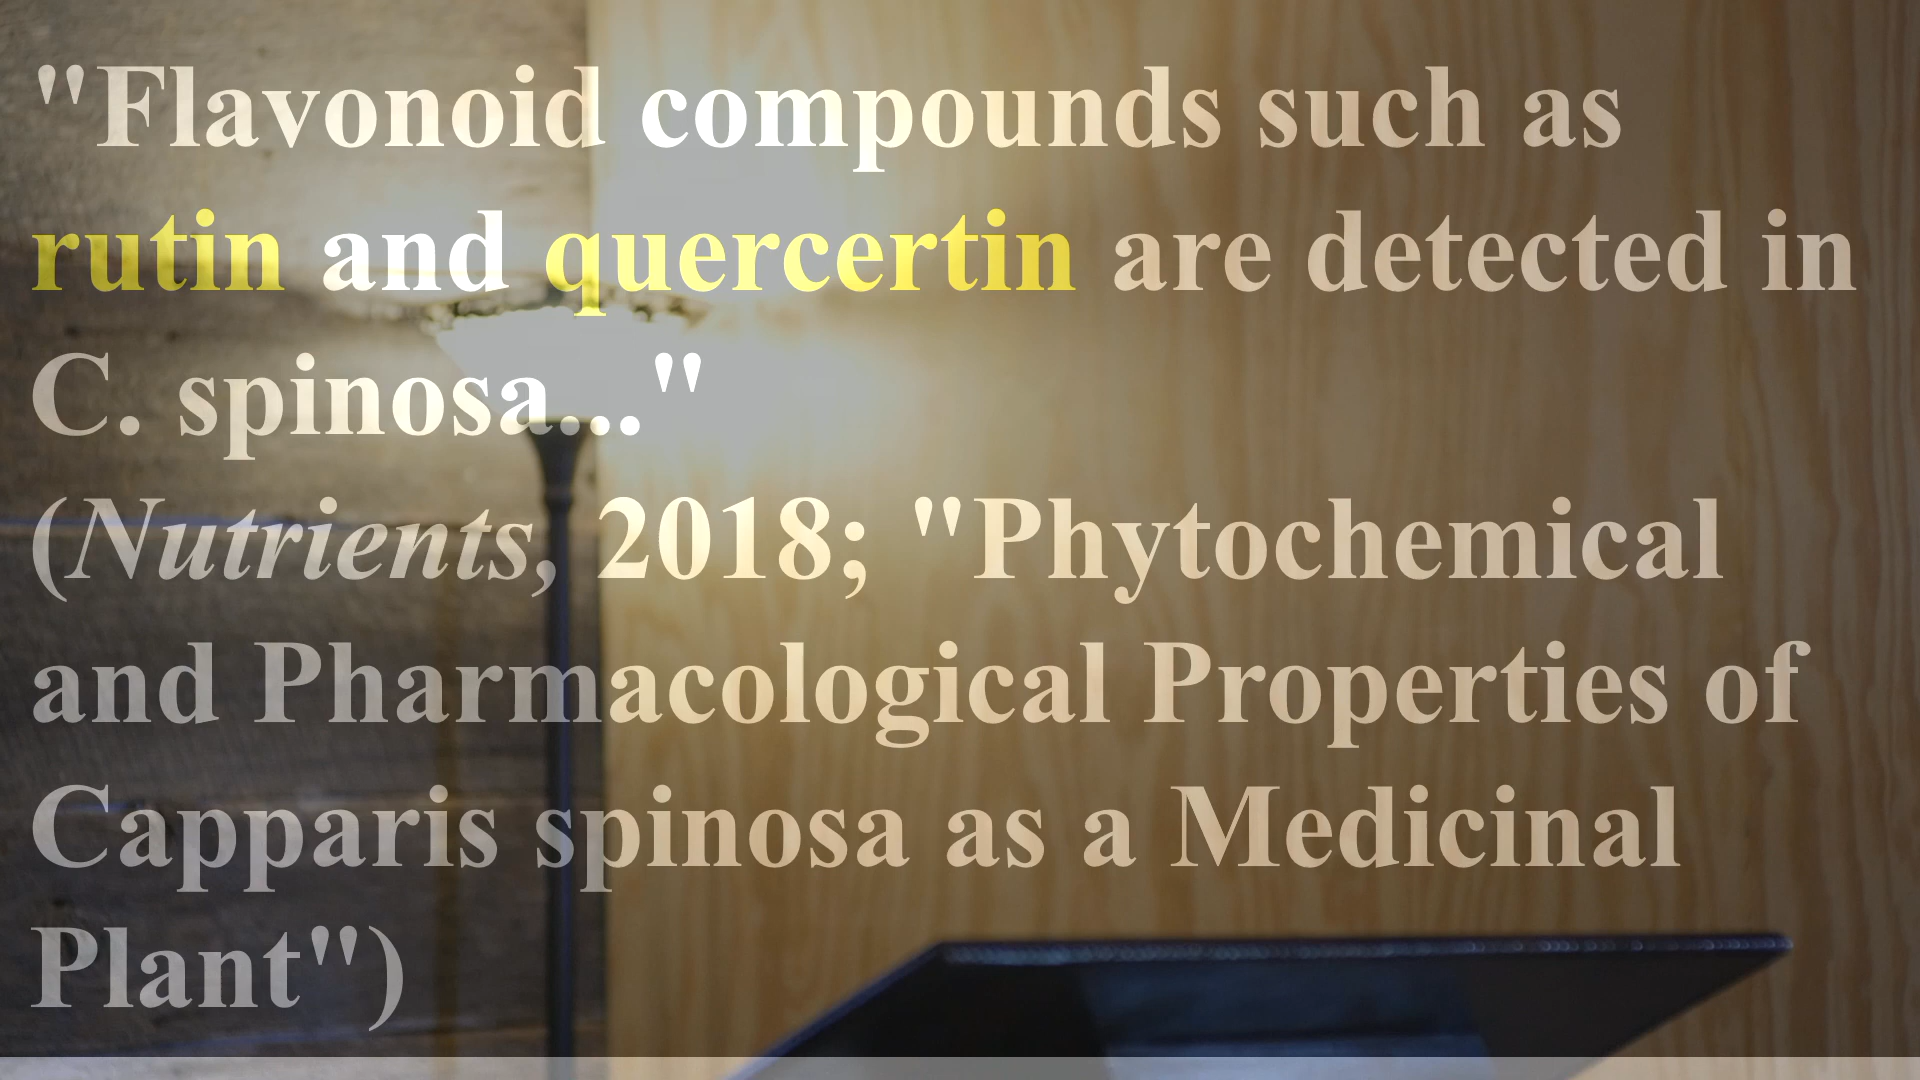 "Flavonoid compounds such as
rutin and quercertin are detected in
C. spinosa..."
(Nutrients, 2018; "Phytochemical
and Pharmacological Properties of
Capparis spinosa as a Medicinal
Plant")